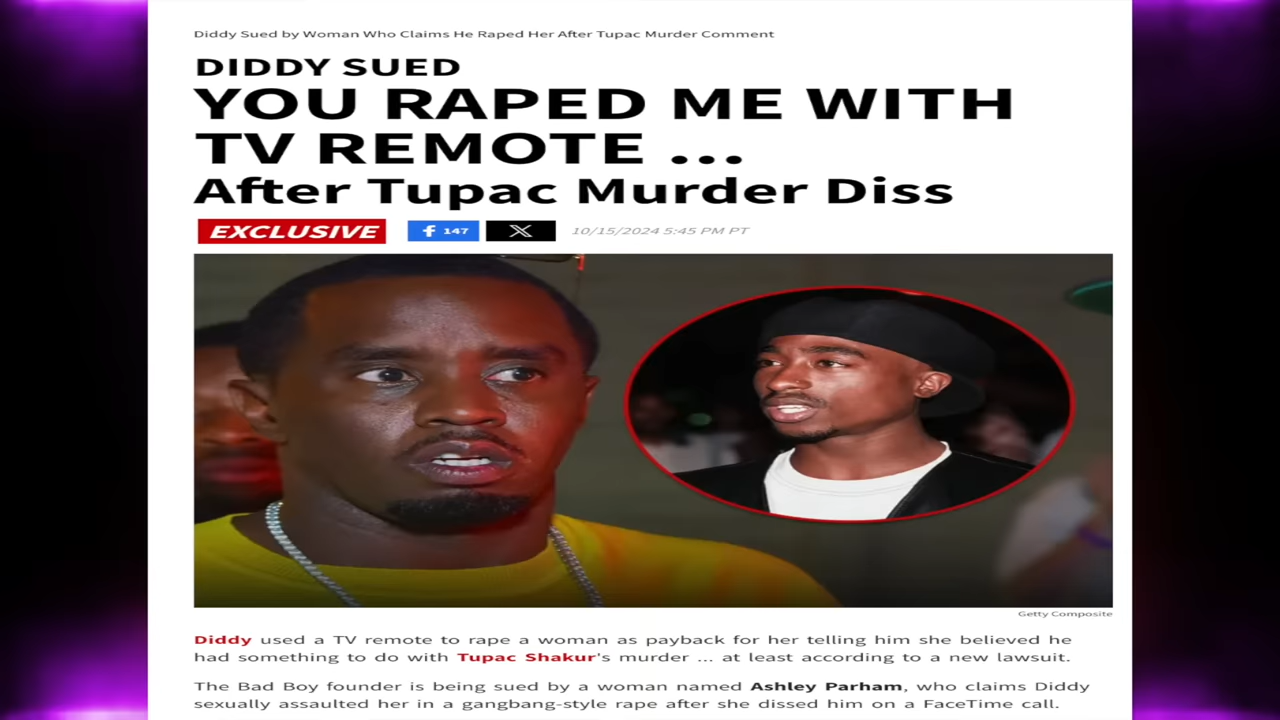 Diddy Sued by Woman Who Claims He Raped Her After Tupac Murder Comment
DIDDY SUED
YOU RAPED ME WITH
TV REMOTE ...
After Tupac Murder Diss
EXCLUSIVE f 147 X 10/15/2024 5:45 PM PT
Getty Composite
Diddy used a TV remote to rape a woman as payback for her telling him she believed he
had something to do with Tupac Shakur's murder ... at least according to a new lawsuit.
The Bad Boy founder is being sued by a woman named Ashley Parham, who claims Diddy
sexually assaulted her in a gangbang-style rape after she dissed him on a FaceTime call.